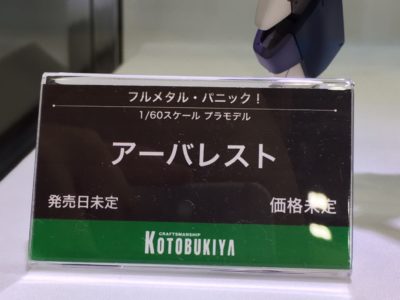 フルメタル・パニック！
1/60スケール プラモデル
アーバレスト
発売日未定 価格未定
CRAFTSMANSHIP
KOTOBUKIYA